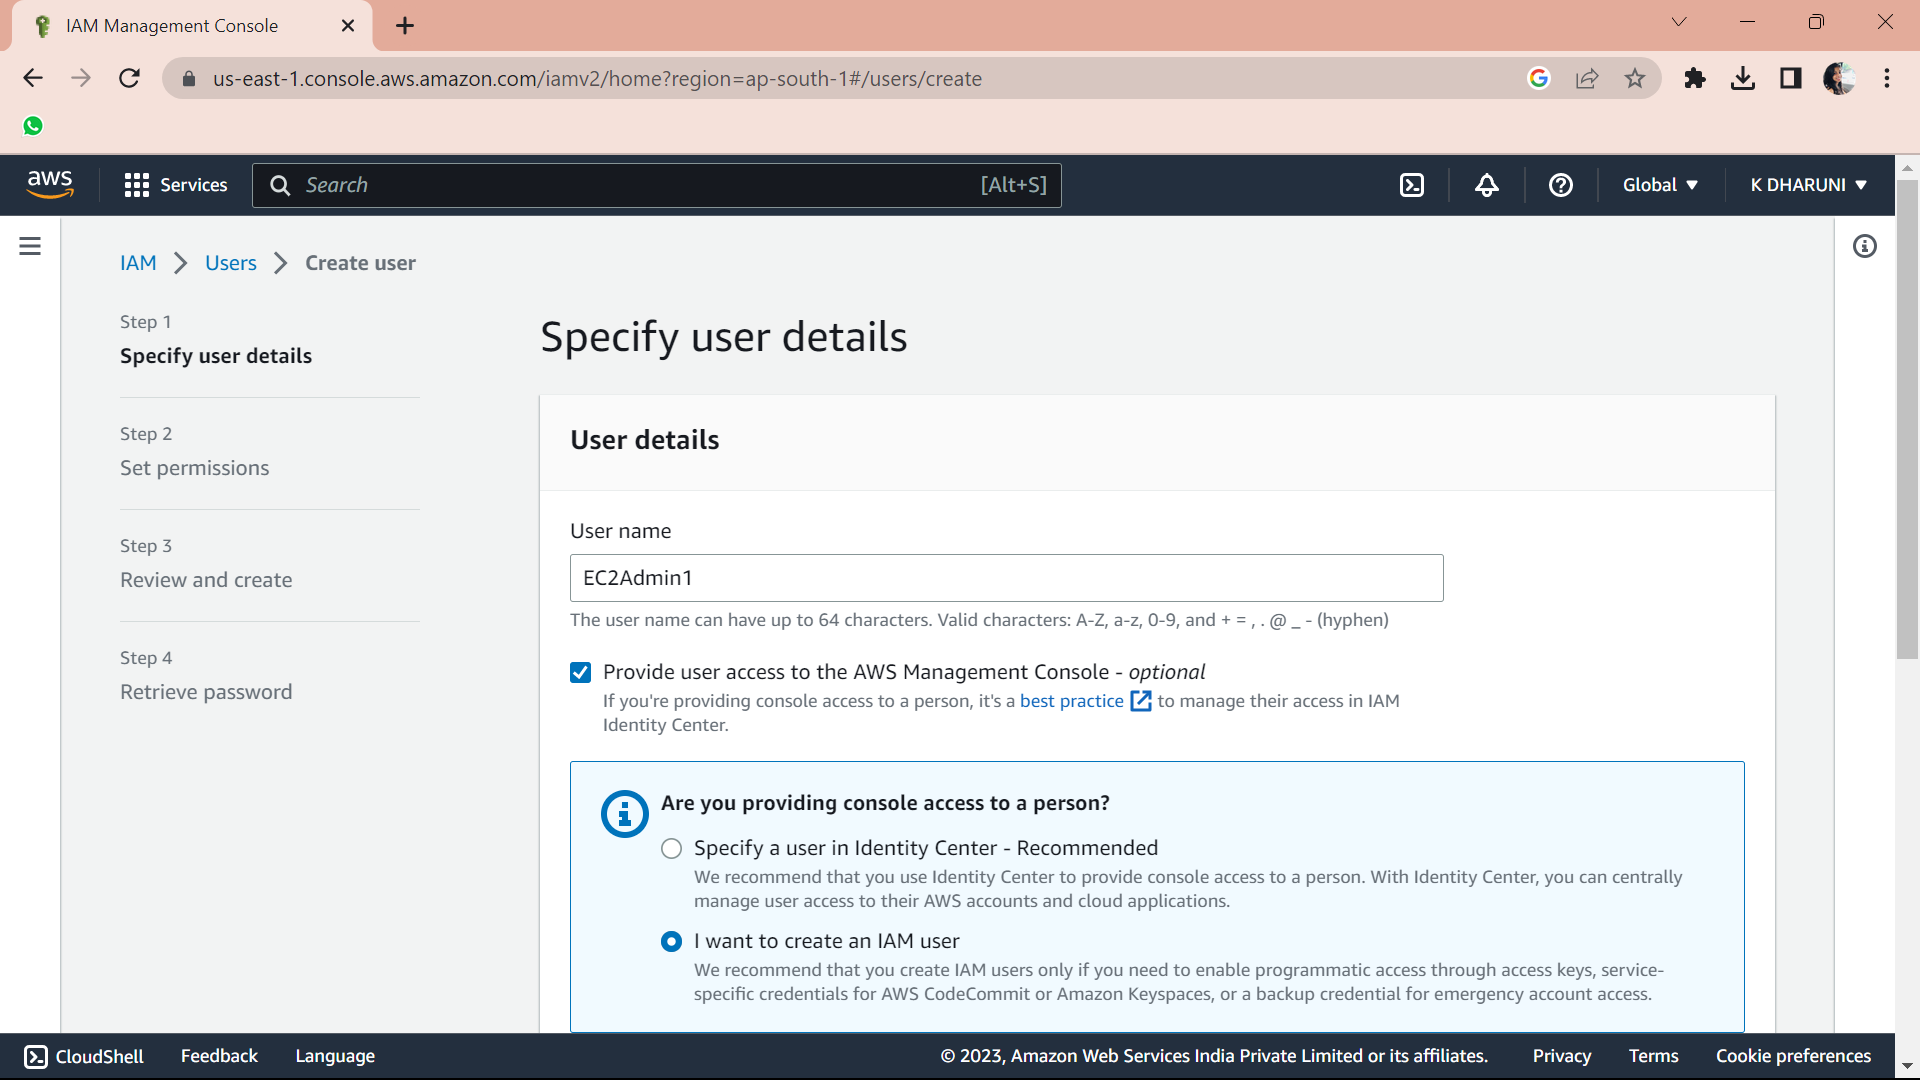 IAM Management Console
us-east-1.console.aws.amazon.com/iamv2/home?region=ap-south-1#/users/create
aws
Services
Search
[Alt+S]
Global
K DHARUNI
IAM
Users
Create user
Step 1
Specify user details
Step 2
Set permissions
Step 3
Review and create
Step 4
Retrieve password
Specify user details
User details
User name
EC2Admin1
The user name can have up to 64 characters. Valid characters: A-Z, a-z, 0-9, and + = , . @ _ - (hyphen)
Provide user access to the AWS Management Console - optional
If you're providing console access to a person, it's a best practice to manage their access in IAM
Identity Center.
Are you providing console access to a person?
Specify a user in Identity Center - Recommended
We recommend that you use Identity Center to provide console access to a person. With Identity Center, you can centrally
manage user access to their AWS accounts and cloud applications.
I want to create an IAM user
We recommend that you create IAM users only if you need to enable programmatic access through access keys, service-
specific credentials for AWS CodeCommit or Amazon Keyspaces, or a backup credential for emergency account access.
CloudShell
Feedback
Language
© 2023, Amazon Web Services India Private Limited or its affiliates.
Privacy
Terms
Cookie preferences